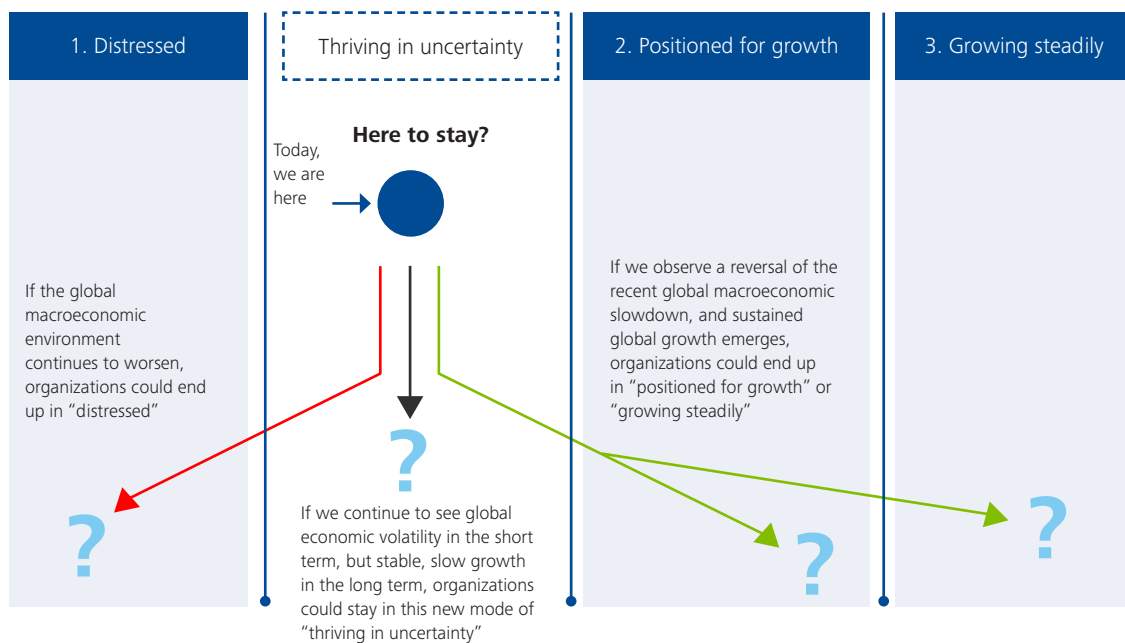 1. Distressed
Thriving in uncertainty
2. Positioned for growth
3. Growing steadily
Here to stay?
Today,
we are
here
If the global
macroeconomic
environment
continues to worsen,
organizations could end
up in “distressed”
?
?
If we continue to see global
economic volatility in the short
term, but stable, slow growth
in the long term, organizations
could stay in this new mode of
“thriving in uncertainty”
If we observe a reversal of the
recent global macroeconomic
slowdown, and sustained
global growth emerges,
organizations could end up
in “positioned for growth” or
“growing steadily”
?
?